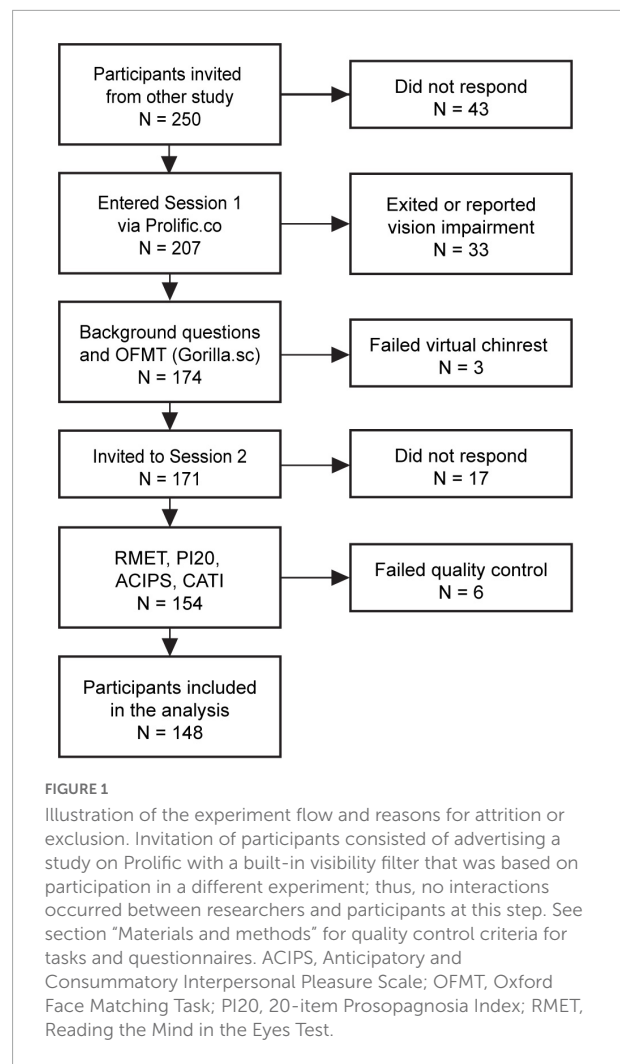 Participants invited
from other study
N = 250
Did not respond
N = 43
Entered Session 1
via Prolific.co
N = 207
Exited or reported
vision impairment
N = 33
Background questions
and OFMT (Gorilla.sc)
N = 174
Failed virtual chinrest
N = 3
Invited to Session 2
N = 171
Did not respond
N = 17
RMET, PI20,
ACIPS, CATI
N = 154
Failed quality control
N = 6
Participants included
in the analysis
N = 148
FIGURE 1
Illustration of the experiment flow and reasons for attrition or
exclusion. Invitation of participants consisted of advertising a
study on Prolific with a built-in visibility filter that was based on
participation in a different experiment; thus, no interactions
occurred between researchers and participants at this step. See
section “Materials and methods” for quality control criteria for
tasks and questionnaires. ACIPS, Anticipatory and
Consummatory Interpersonal Pleasure Scale; OFMT, Oxford
Face Matching Task; PI20, 20-item Prosopagnosia Index; RMET,
Reading the Mind in the Eyes Test.